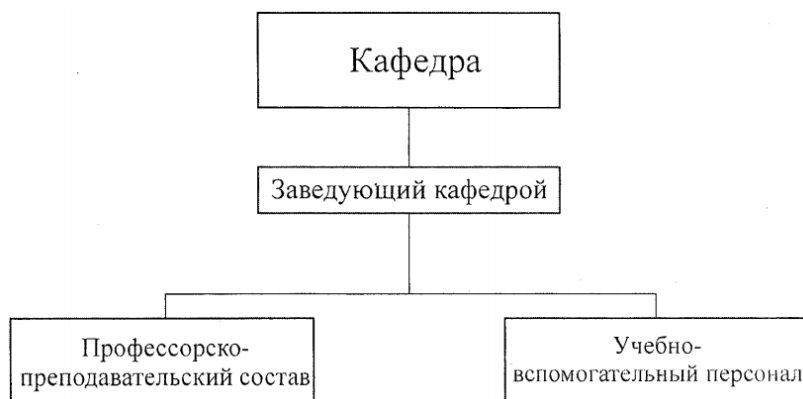 Кафедра
Заведующий кафедрой
Профессорско-
преподавательский состав
Учебно-
вспомогательный персонал